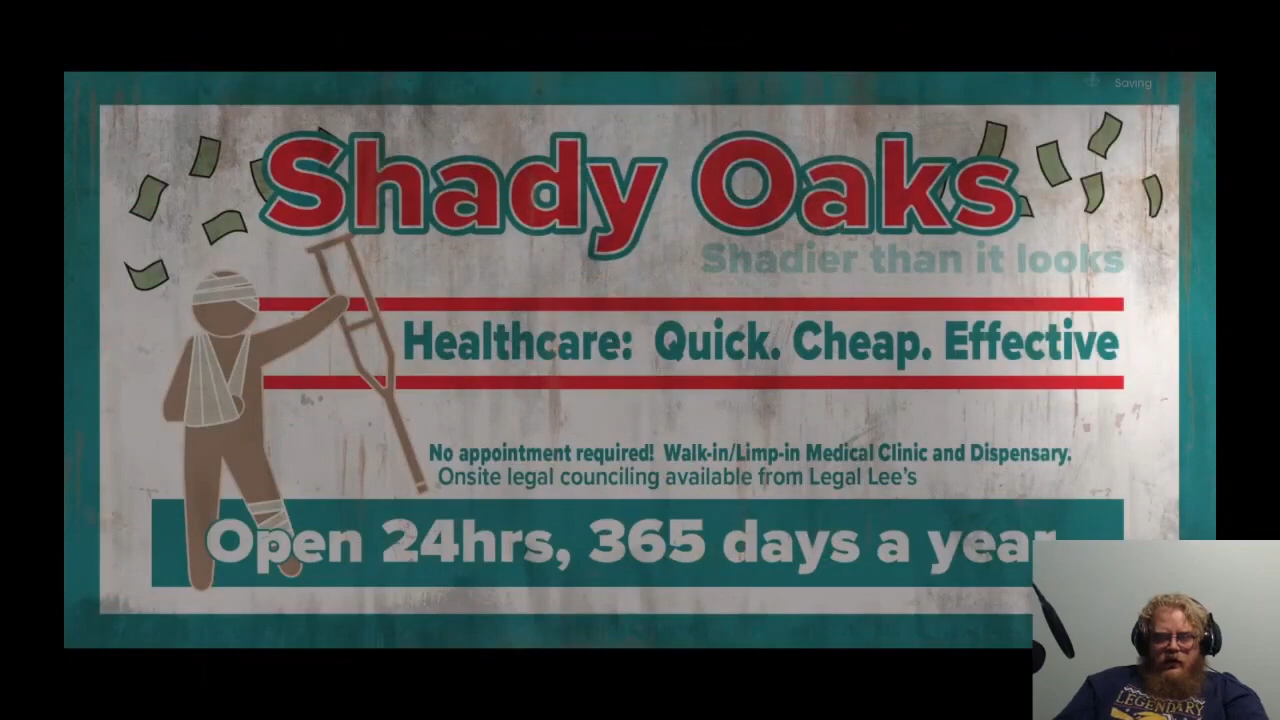 Saving
Shady Oaks
Shadier than it looks
Healthcare: Quick. Cheap. Effective
No appointment required! Walk-in/Limp-in Medical Clinic and Dispensary.
Onsite legal counciling available from Legal Lee's
Open 24hrs, 365 days a year
LEGENDARY